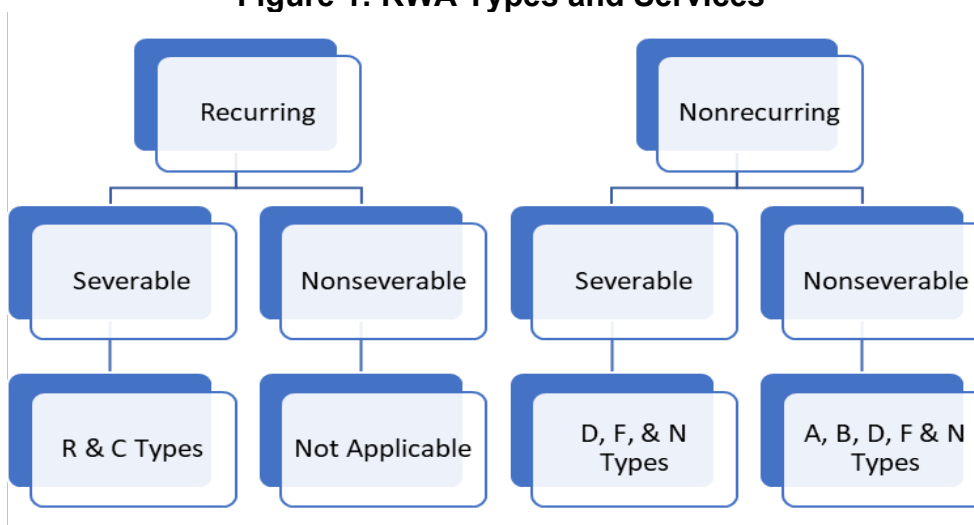 Figure 1: RWA Types and Services
Recurring
Nonrecurring
Severable
Nonseverable
Severable
Nonseverable
R & C Types
Not Applicable
D, F, & N
Types
A, B, D, F & N
Types